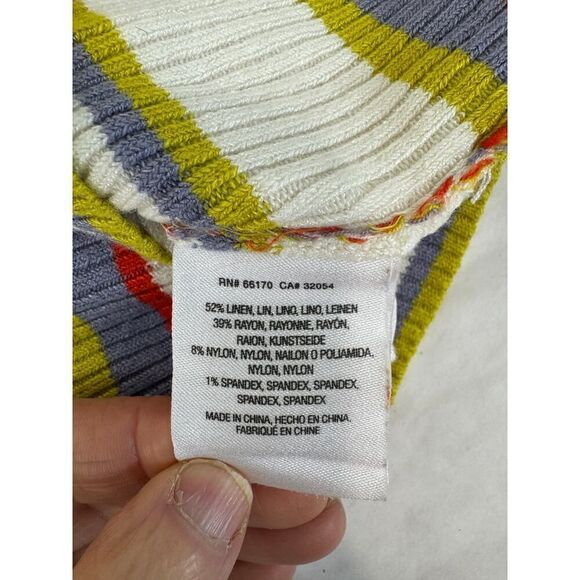 RN# 66170 CA# 32054
52% LINEN, LIN, LINO, LINO, LEINEN
39% RAYON, RAYONNE, RAYÓN,
RAION, KUNSTSEIDE
8% NYLON, NYLON, NAILON O POLIAMIDA.
NYLON, NYLON
1% SPANDEX, SPANDEX, SPANDEX,
SPANDEX, SPANDEX
MADE IN CHINA, HECHO EN CHINA.
FABRIQUÉ EN CHINE